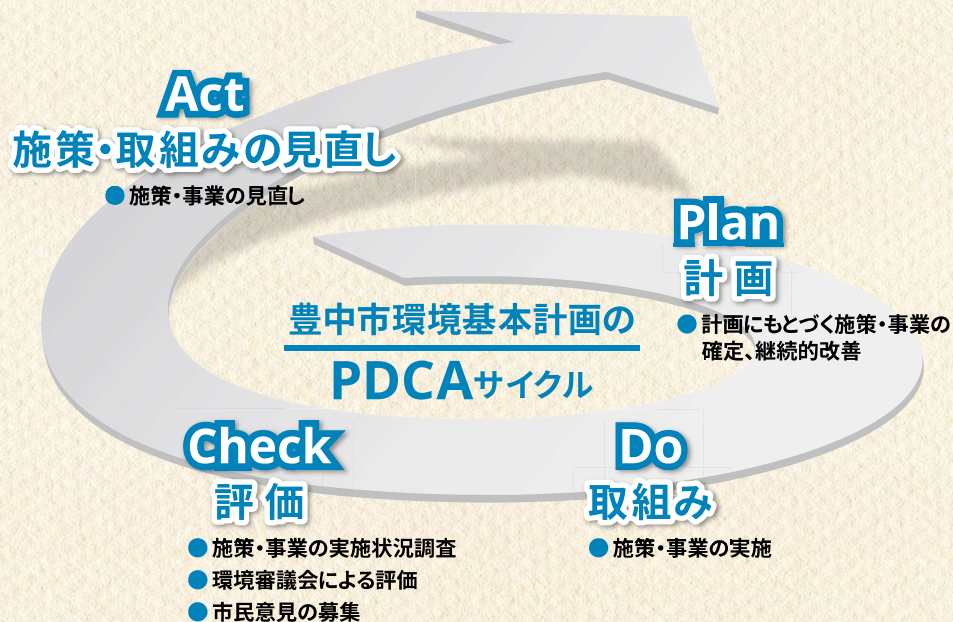 豊中市環境基本計画の
PDCAサイクル
Plan
計画
● 計画にもとづく施策・事業の
確定、継続的改善
Do
取組み
● 施策・事業の実施
Check
評価
● 施策・事業の実施状況調査
● 環境審議会による評価
● 市民意見の募集
Act
施策・取組みの見直し
● 施策・事業の見直し